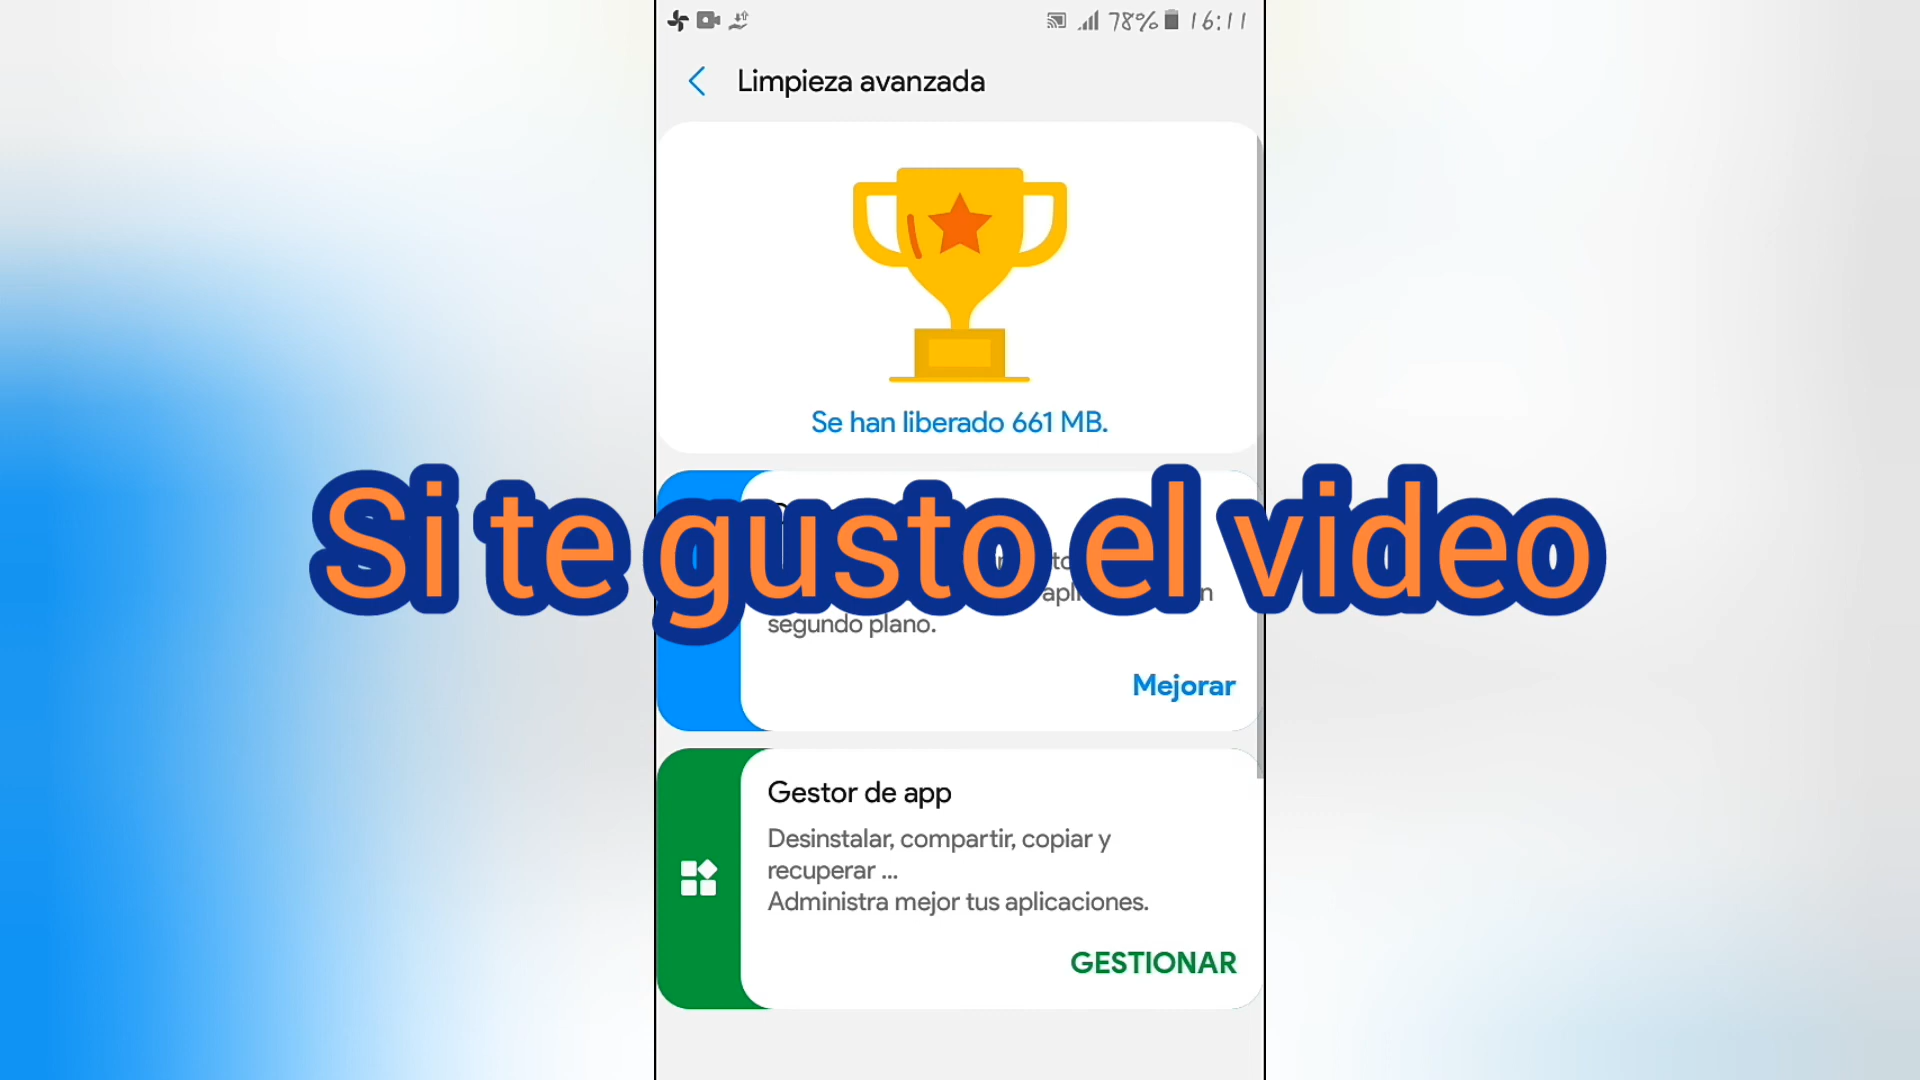 78% 16:11
Limpieza avanzada
Se han liberado 661 MB.
Si te gusto el video
segundo plano.
Mejorar
Gestor de app
Desinstalar, compartir, copiar y
recuperar ...
Administra mejor tus aplicaciones.
GESTIONAR